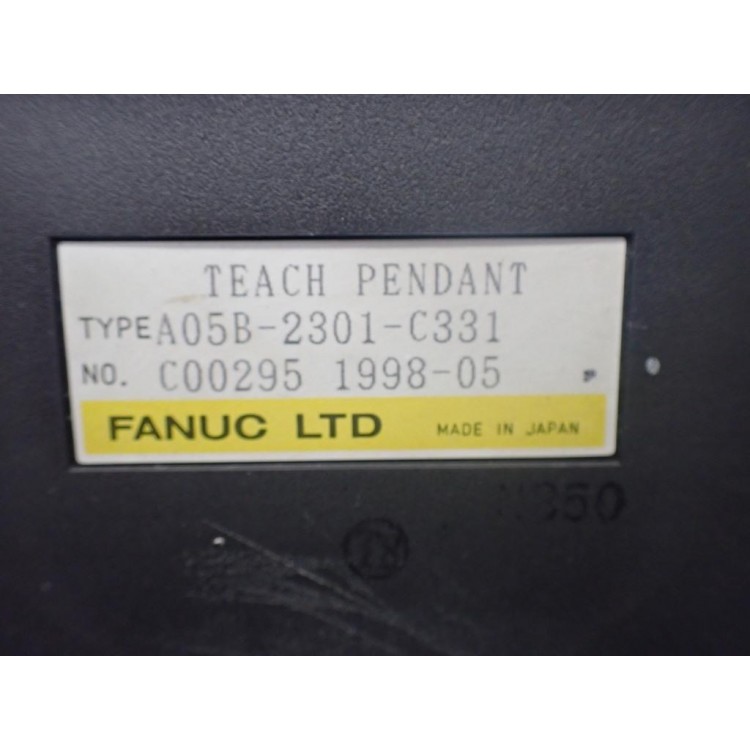 TEACH PENDANT
TYPE A05B-2301-C331
NO. C00295 1998-05
FANUC LTD MADE IN JAPAN